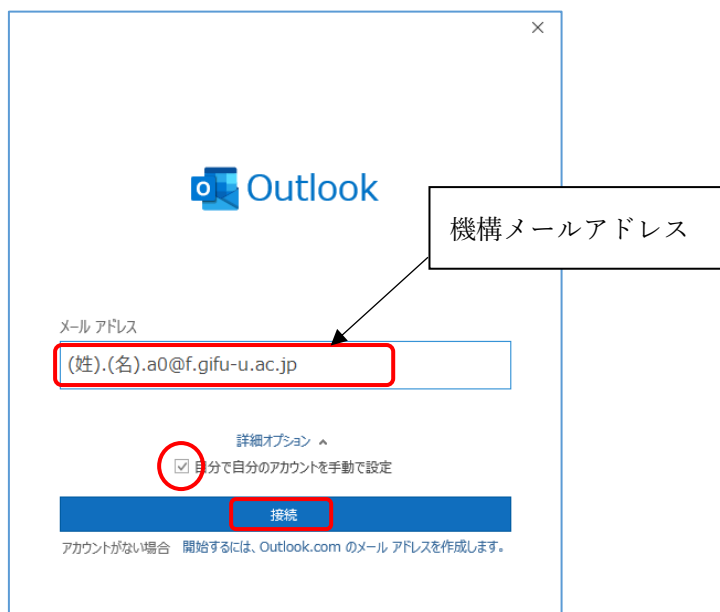 Outlook
機構メールアドレス
メール アドレス
(姓).(名).a0@f.gifu-u.ac.jp
詳細オプション
自分で自分のアカウントを手動で設定
接続
アカウントがない場合 開始するには、Outlook.com のメール アドレスを作成します。